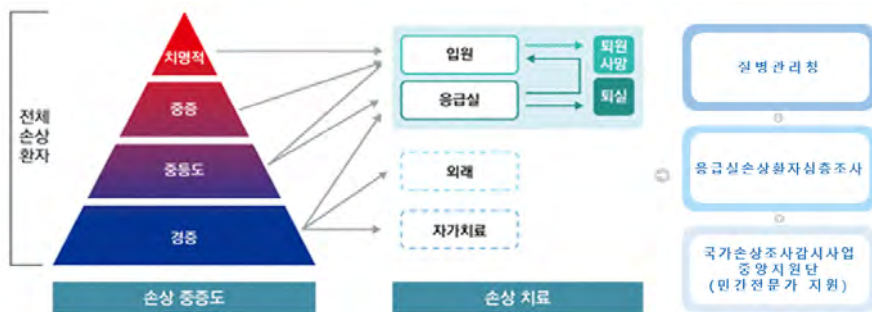 전체
손상
환자
치명적
중증
중등도
경증
손상 중증도
입원
응급실
외래
자가치료
퇴원
사망
퇴실
손상 치료
질병관리청
응급실손상환자심층조사
국가손상조사감시사업
중앙지원단
(민간전문가 지원)